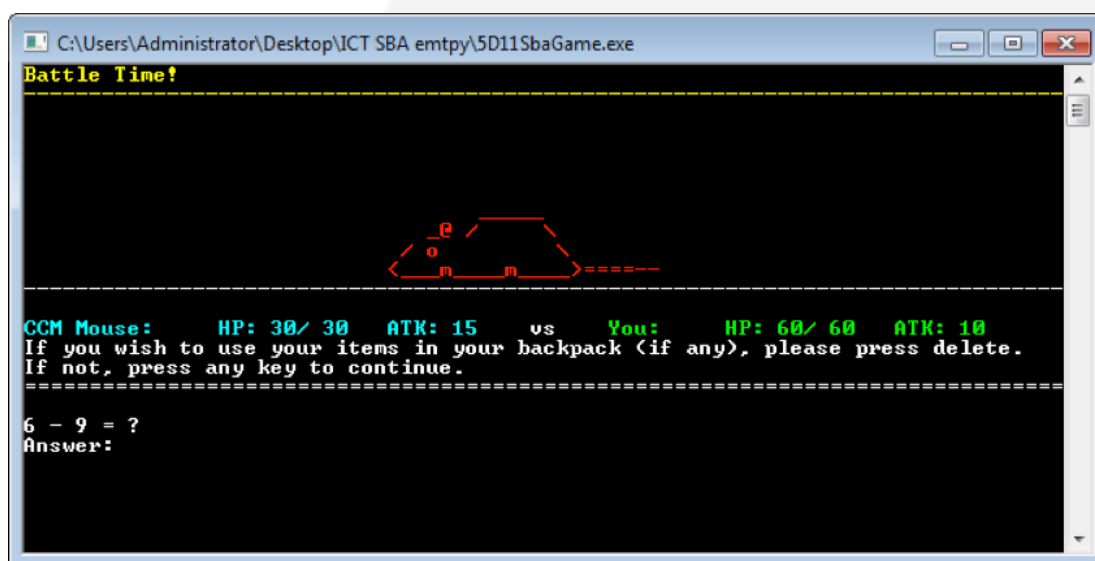 C:\Users\Administrator\Desktop\ICT SBA emtpy\5D11SbaGame.exe
Battle Time!
CCM Mouse: HP: 30/ 30 ATK: 15 vs You: HP: 60/ 60 ATK: 10
If you wish to use your items in your backpack (if any), please press delete.
If not, press any key to continue.
6 - 9 = ?
Answer: